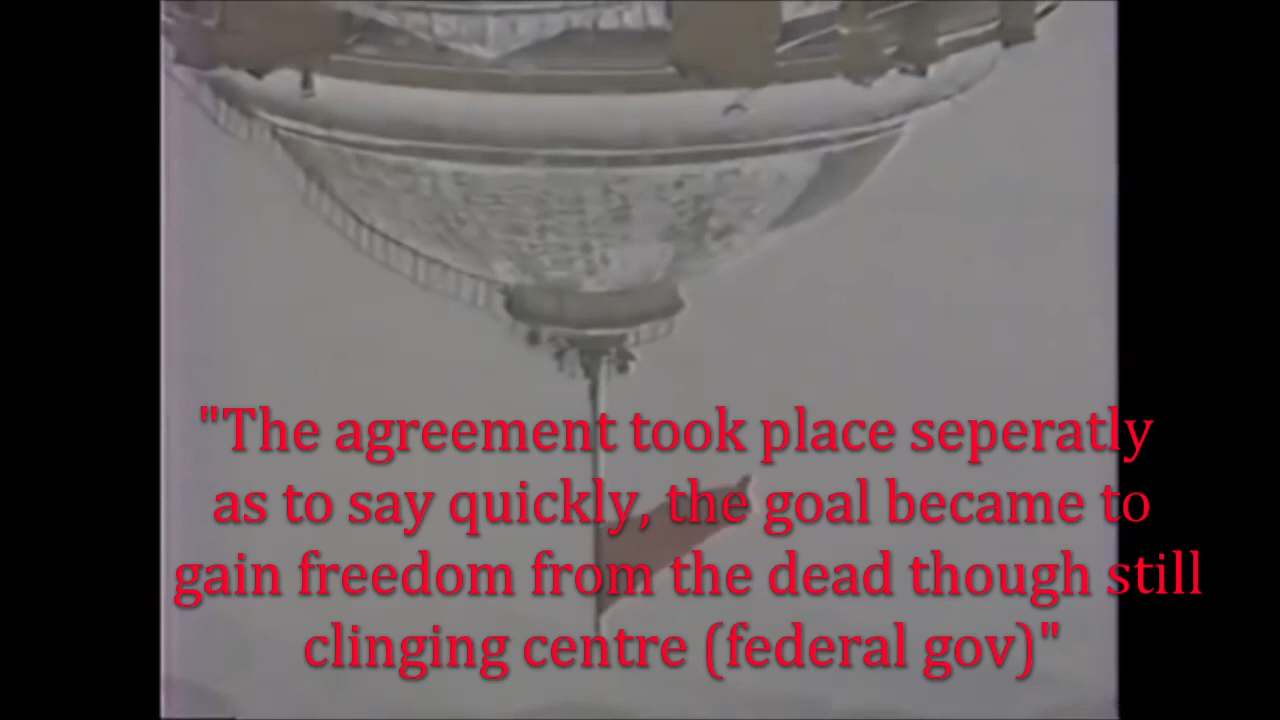 "The agreement took place seperatly
as to say quickly, the goal became to
gain freedom from the dead though still
clinging centre (federal gov)"